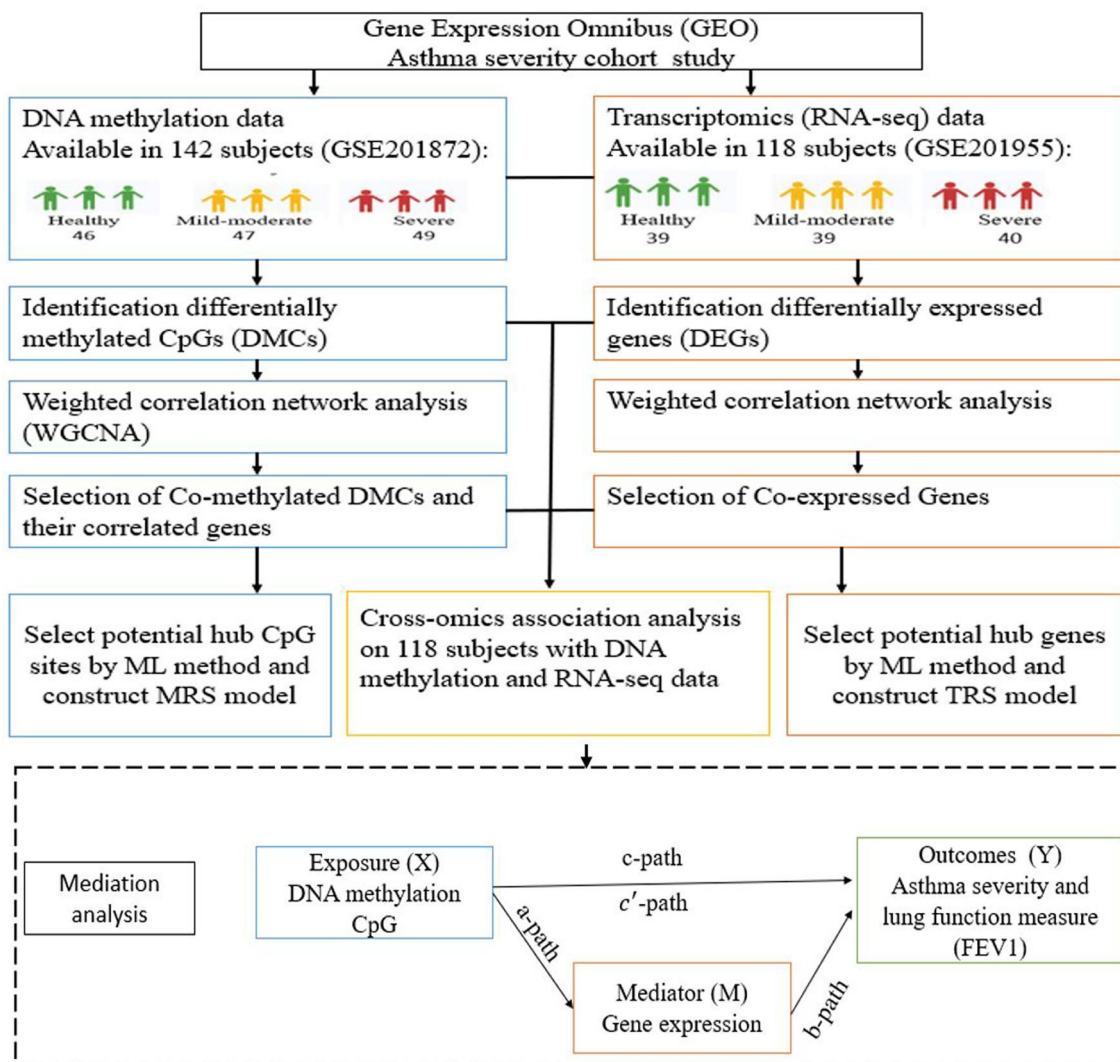 Gene Expression Omnibus (GEO)
Asthma severity cohort study
DNA methylation data
Available in 142 subjects (GSE201872):
Healthy
46
Mild-moderate
47
Severe
49
Transcriptomics (RNA-seq) data
Available in 118 subjects (GSE201955):
Healthy
39
Mild-moderate
39
Severe
40
Identification differentially
methylated CpGs (DMCs)
Identification differentially expressed
genes (DEGs)
Weighted correlation network analysis
(WGCNA)
Weighted correlation network analysis
Selection of Co-methylated DMCs and
their correlated genes
Selection of Co-expressed Genes
Select potential hub CpG
sites by ML method and
construct MRS model
Cross-omics association analysis
on 118 subjects with DNA
methylation and RNA-seq data
Select potential hub genes
by ML method and
construct TRS model
Mediation
analysis
Exposure (X)
DNA methylation
CpG
c-path
c′-path
a-path
Mediator (M)
Gene expression
b-path
Outcomes (Y)
Asthma severity and
lung function measure
(FEV1)